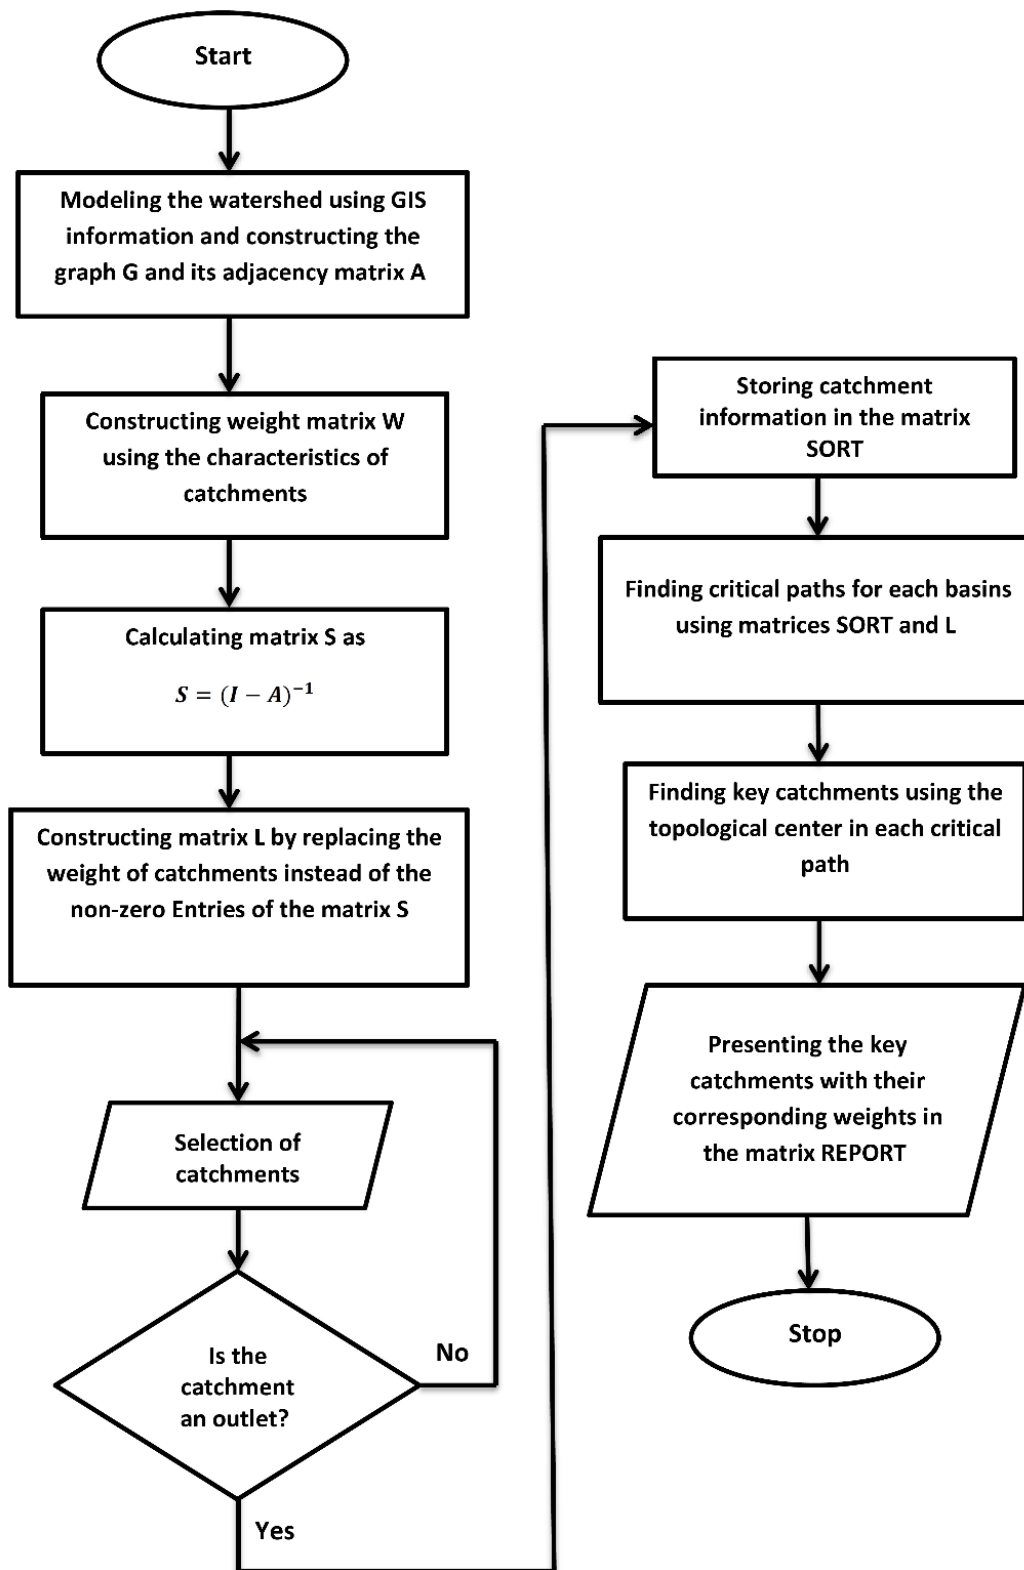 Start
Modeling the watershed using GIS
information and constructing the
graph G and its adjacency matrix A
Constructing weight matrix W
using the characteristics of
catchments
Calculating matrix S as
S = (I − A)⁻¹
Constructing matrix L by replacing the
weight of catchments instead of the
non-zero Entries of the matrix S
Selection of
catchments
Is the
catchment
an outlet?
No
Yes
Storing catchment
information in the matrix
SORT
Finding critical paths for each basins
using matrices SORT and L
Finding key catchments using the
topological center in each critical
path
Presenting the key
catchments with their
corresponding weights in
the matrix REPORT
Stop